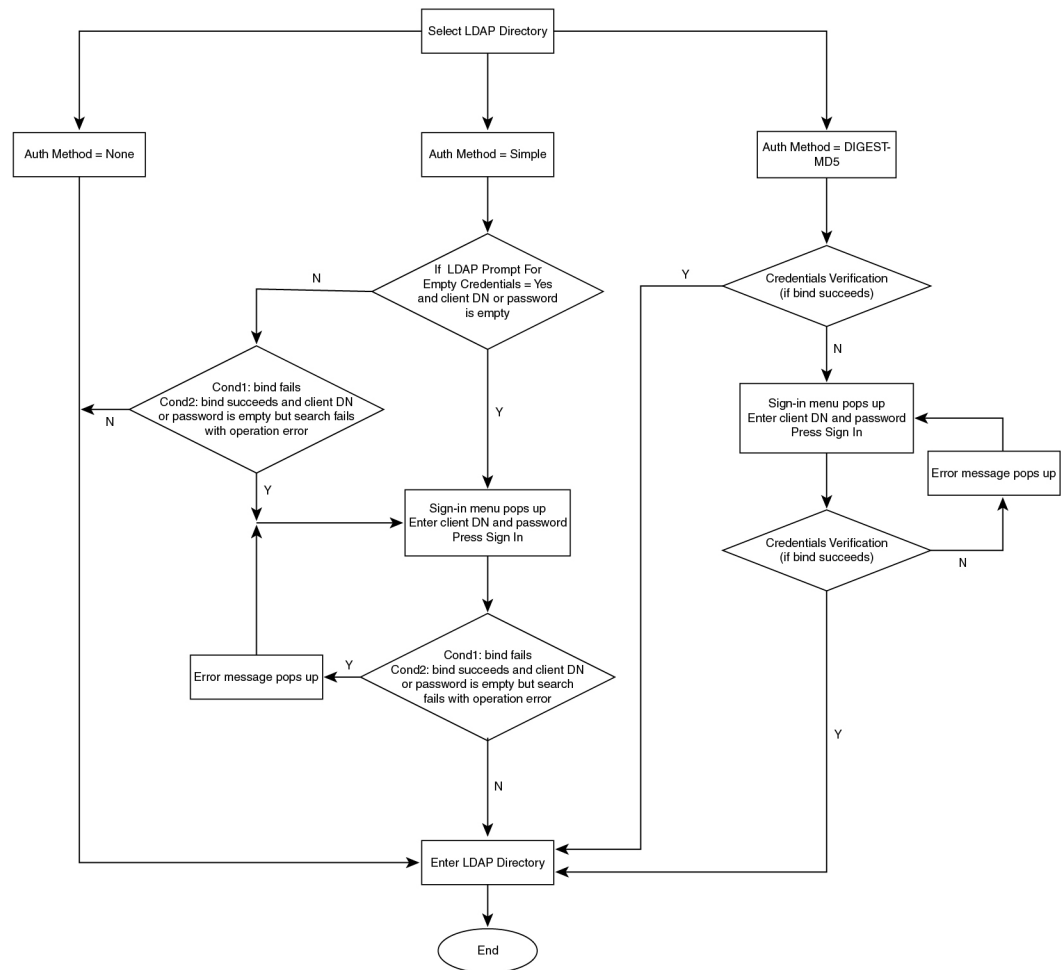 Select LDAP Directory
Auth Method = None
Auth Method = Simple
Auth Method = DIGEST-
MD5
If LDAP Prompt For
Empty Credentials = Yes
and client DN or password
is empty
N
Y
Credentials Verification
(if bind succeeds)
Y
N
Cond1: bind fails
Cond2: bind succeeds and client DN
or password is empty but search fails
with operation error
N
Y
Sign-in menu pops up
Enter client DN and password
Press Sign In
Error message pops up
Sign-in menu pops up
Enter client DN and password
Press Sign In
Credentials Verification
(if bind succeeds)
N
Y
Cond1: bind fails
Cond2: bind succeeds and client DN
or password is empty but search
fails with operation error
Y
Error message pops up
N
Enter LDAP Directory
End